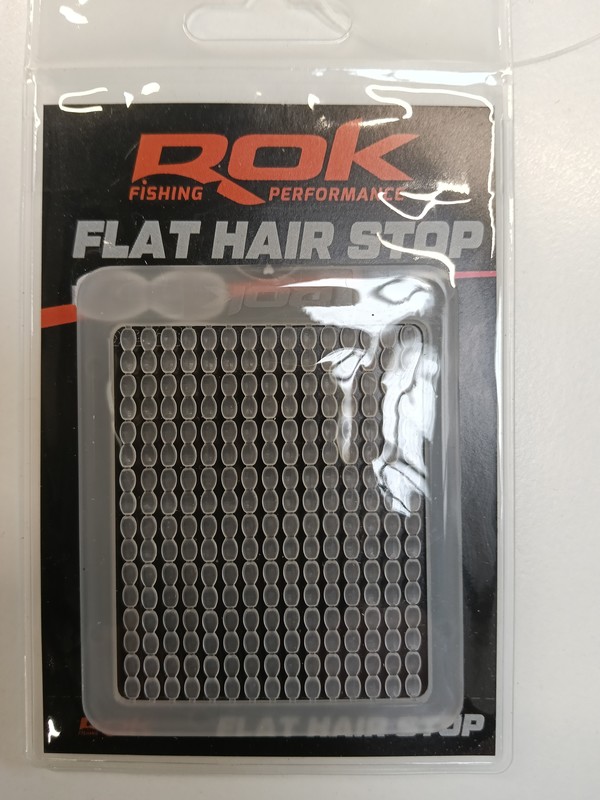 ROK
FISHING PERFORMANCE
FLAT HAIR STOP
FLAT HAIR STOP